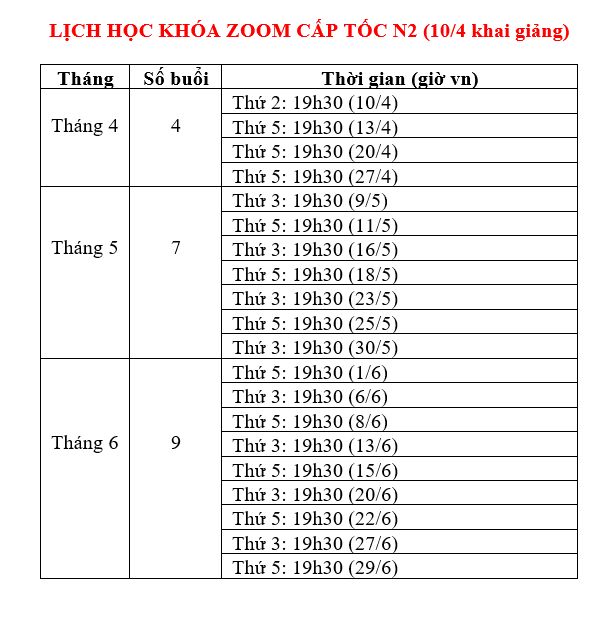 LỊCH HỌC KHÓA ZOOM CẤP TỐC N2 (10/4 khai giảng)
Tháng Số buổi Thời gian (giờ vn)
Tháng 4 4
Thứ 2: 19h30 (10/4)
Thứ 5: 19h30 (13/4)
Thứ 5: 19h30 (20/4)
Thứ 5: 19h30 (27/4)
Tháng 5 7
Thứ 3: 19h30 (9/5)
Thứ 5: 19h30 (11/5)
Thứ 3: 19h30 (16/5)
Thứ 5: 19h30 (18/5)
Thứ 3: 19h30 (23/5)
Thứ 5: 19h30 (25/5)
Thứ 3: 19h30 (30/5)
Tháng 6 9
Thứ 5: 19h30 (1/6)
Thứ 3: 19h30 (6/6)
Thứ 5: 19h30 (8/6)
Thứ 3: 19h30 (13/6)
Thứ 5: 19h30 (15/6)
Thứ 3: 19h30 (20/6)
Thứ 5: 19h30 (22/6)
Thứ 3: 19h30 (27/6)
Thứ 5: 19h30 (29/6)